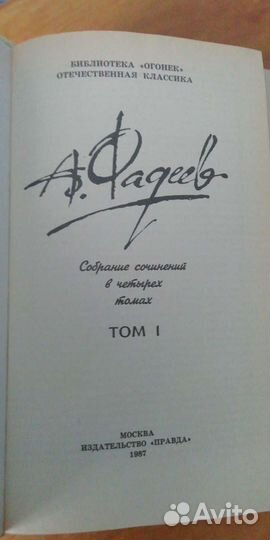 БИБЛИОТЕКА «ОГОНЕК»
ОТЕЧЕСТВЕННАЯ КЛАССИКА
А. Фадеев
Собрание сочинений
в четырех
томах
ТОМ I
МОСКВА
ИЗДАТЕЛЬСТВО «ПРАВДА»
1987
Avito